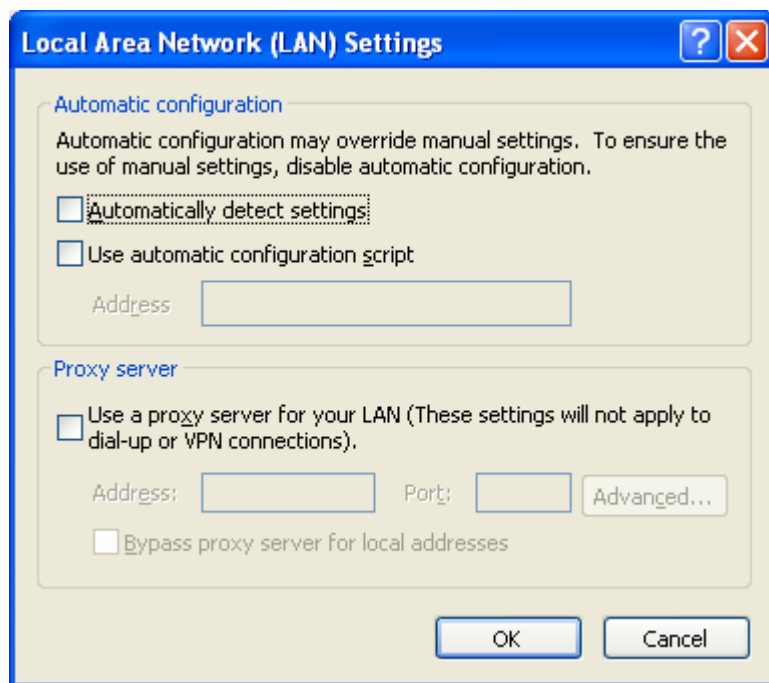 Local Area Network (LAN) Settings
Automatic configuration
Automatic configuration may override manual settings.  To ensure the
use of manual settings, disable automatic configuration.
Automatically detect settings
Use automatic configuration script
Address
Proxy server
Use a proxy server for your LAN (These settings will not apply to
dial-up or VPN connections).
Address: Port: Advanced...
Bypass proxy server for local addresses
OK Cancel